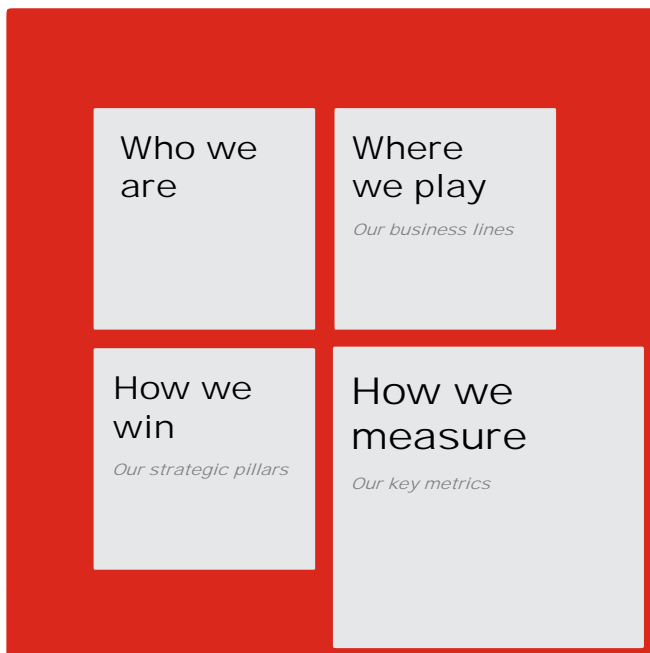 Who we
are
Where
we play
Our business lines
How we
win
Our strategic pillars
How we
measure
Our key metrics